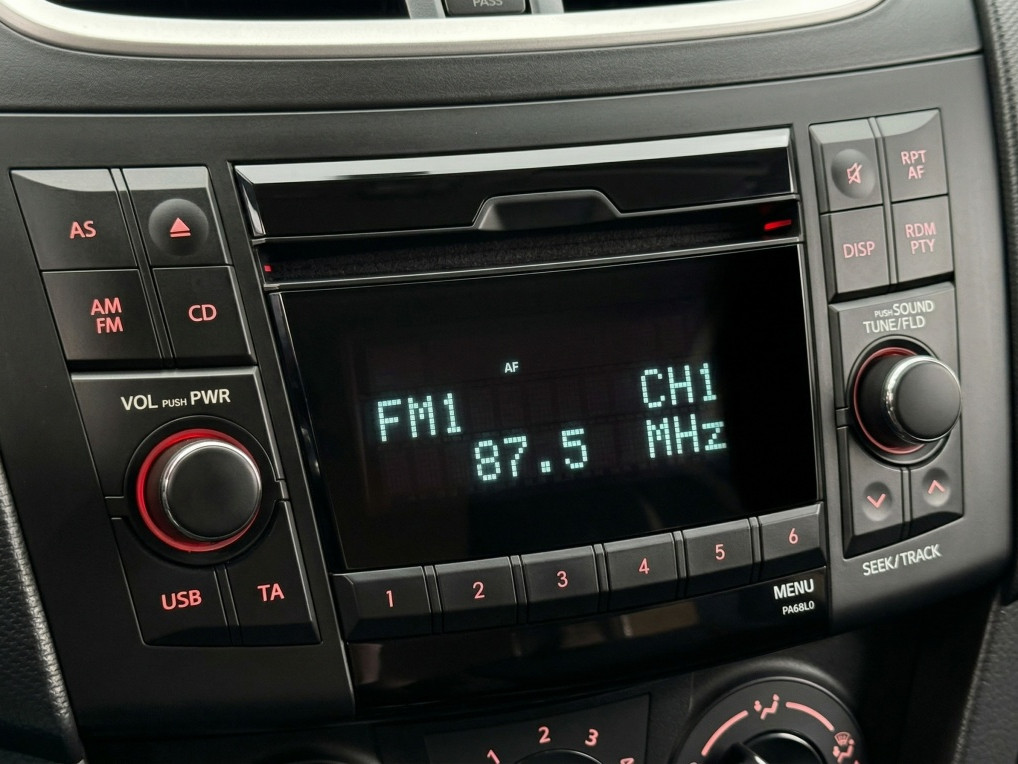 PASS
AS
AM
FM
CD
VOL PUSH PWR
USB
TA
AF
FM1
CH1
87.5
MHz
1
2
3
4
5
6
MENU
PA68L0
RPT
AF
DISP
RDM
PTY
PUSH SOUND
TUNE/FLD
SEEK/TRACK
1
2
3